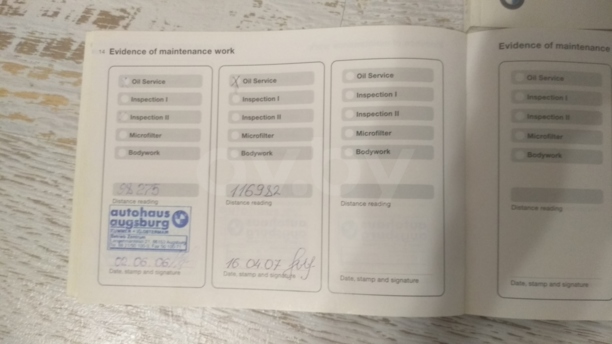 14 Evidence of maintenance work
Oil Service
Inspection I
Inspection II
Microfilter
Bodywork
Distance reading
autohaus
augsburg
Date, stamp and signature
Oil Service
Inspection I
Inspection II
Microfilter
Bodywork
116982
Distance reading
16.04.07
Date, stamp and signature
Oil Service
Inspection I
Inspection II
Microfilter
Bodywork
Distance reading
Date, stamp and signature
Evidence of maintenance
Oil Service
Inspection I
Inspection II
Microfilter
Bodywork
Distance reading
Date, stamp and signature